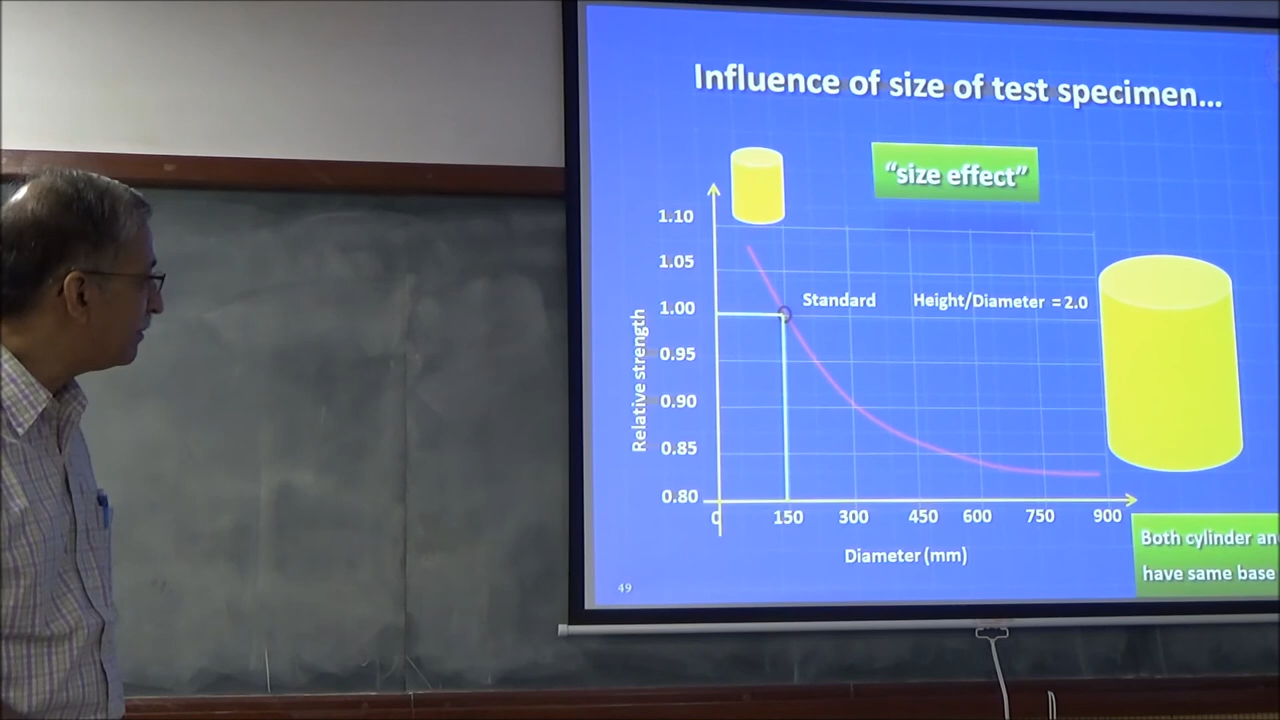 Influence of size of test specimen...
“size effect”
1.10
1.05
Standard Height/Diameter = 2.0
1.00
0.95
0.90
0.85
0.80
Relative strength
0 150 300 450 600 750 900
Diameter (mm)
Both cylinder
have same base
49